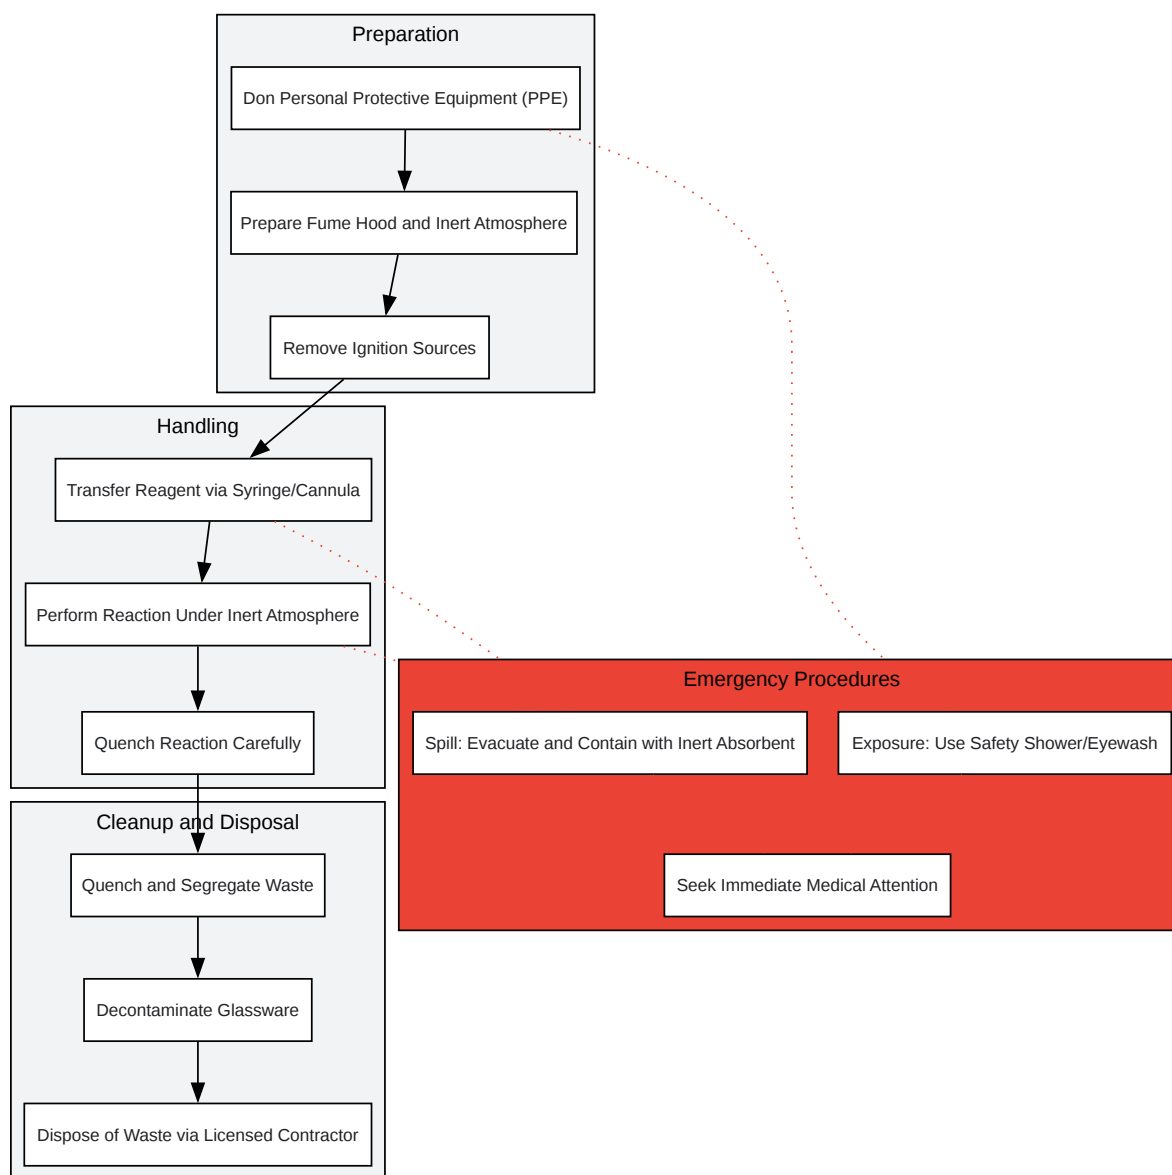 Preparation
Don Personal Protective Equipment (PPE)
Prepare Fume Hood and Inert Atmosphere
Remove Ignition Sources
Handling
Transfer Reagent via Syringe/Cannula
Perform Reaction Under Inert Atmosphere
Quench Reaction Carefully
Emergency Procedures
Spill: Evacuate and Contain with Inert Absorbent
Exposure: Use Safety Shower/Eyewash
Seek Immediate Medical Attention
Cleanup and Disposal
Quench and Segregate Waste
Decontaminate Glassware
Dispose of Waste via Licensed Contractor